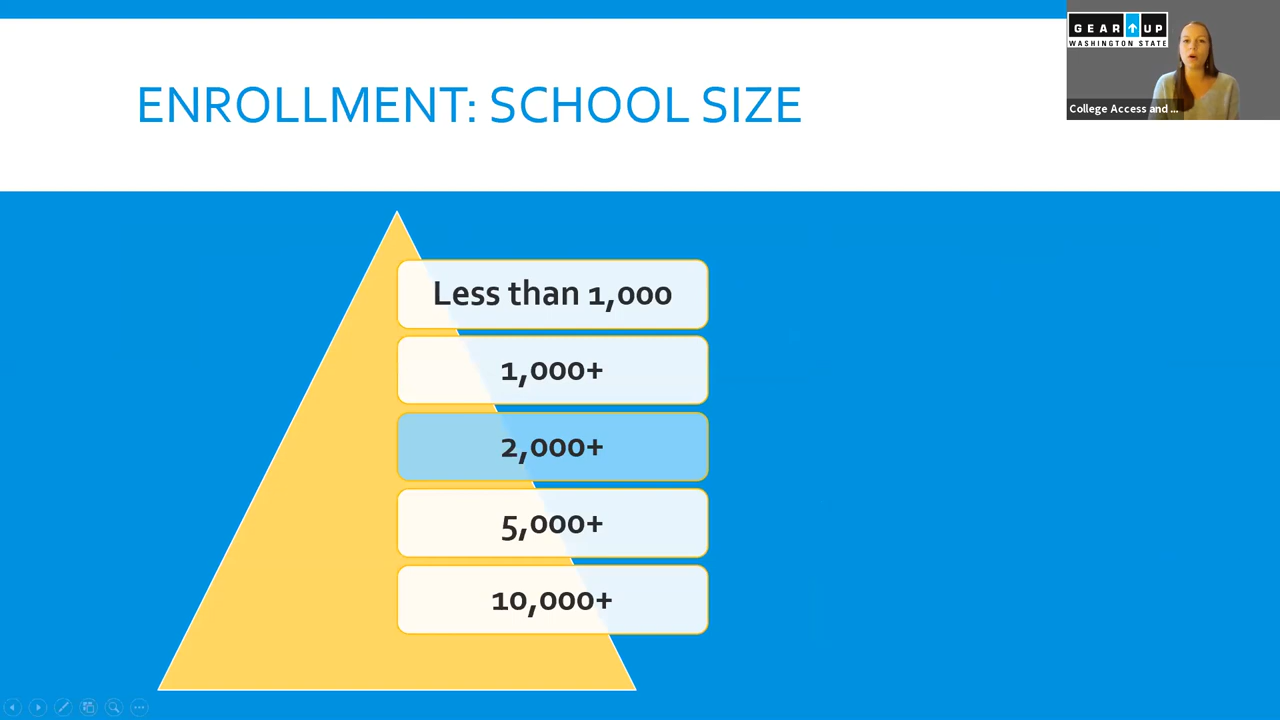 GEAR UP
WASHINGTON STATE
College Access and ...
ENROLLMENT: SCHOOL SIZE
Less than 1,000
1,000+
2,000+
5,000+
10,000+